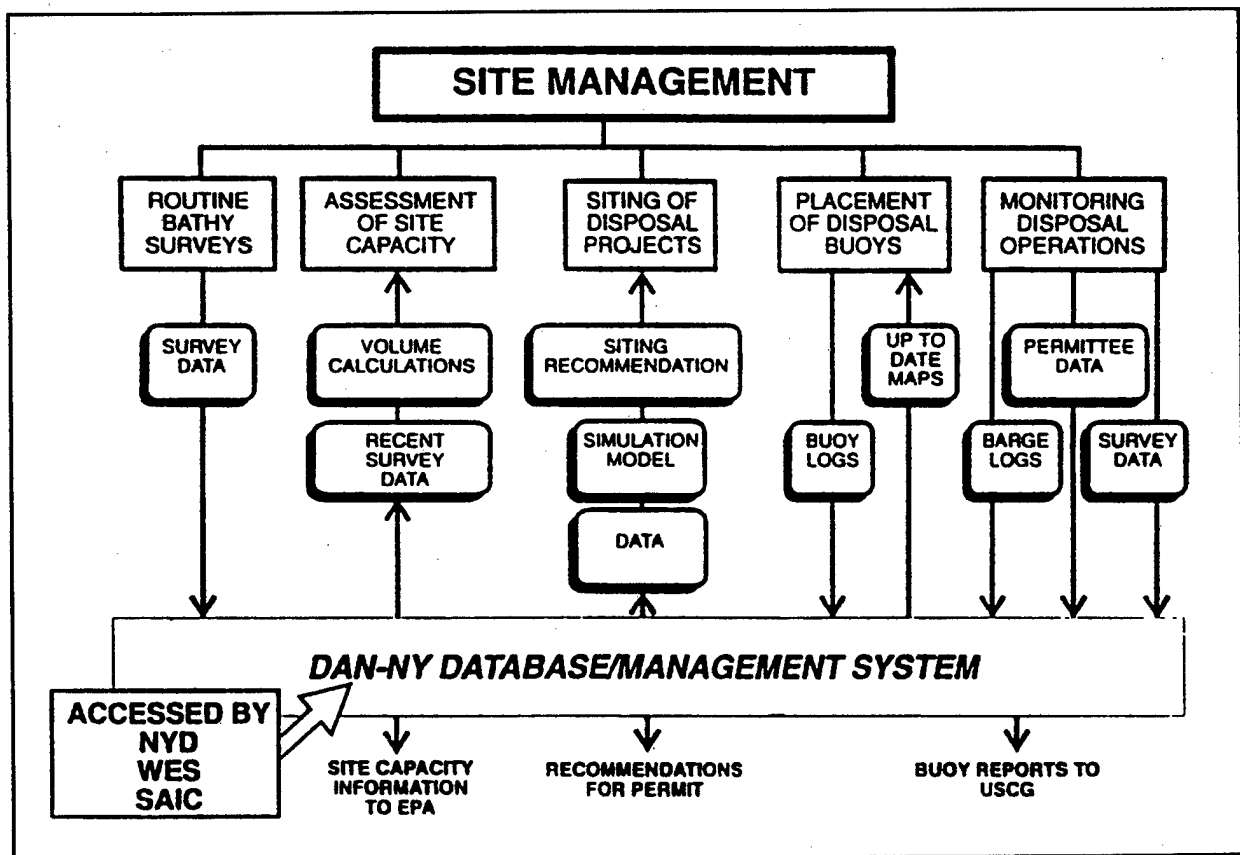 SITE MANAGEMENT
ROUTINE
BATHY
SURVEYS
ASSESSMENT
OF SITE
CAPACITY
SITING OF
DISPOSAL
PROJECTS
PLACEMENT
OF DISPOSAL
BUOYS
MONITORING
DISPOSAL
OPERATIONS
SURVEY
DATA
VOLUME
CALCULATIONS
SITING
RECOMMENDATION
UP TO
DATE
MAPS
PERMITTEE
DATA
RECENT
SURVEY
DATA
SIMULATION
MODEL
BUOY
LOGS
BARGE
LOGS
SURVEY
DATA
DATA
DAN-NY DATABASE/MANAGEMENT SYSTEM
ACCESSED BY
NYD
WES
SAIC
SITE CAPACITY
INFORMATION
TO EPA
RECOMMENDATIONS
FOR PERMIT
BUOY REPORTS TO
USCG